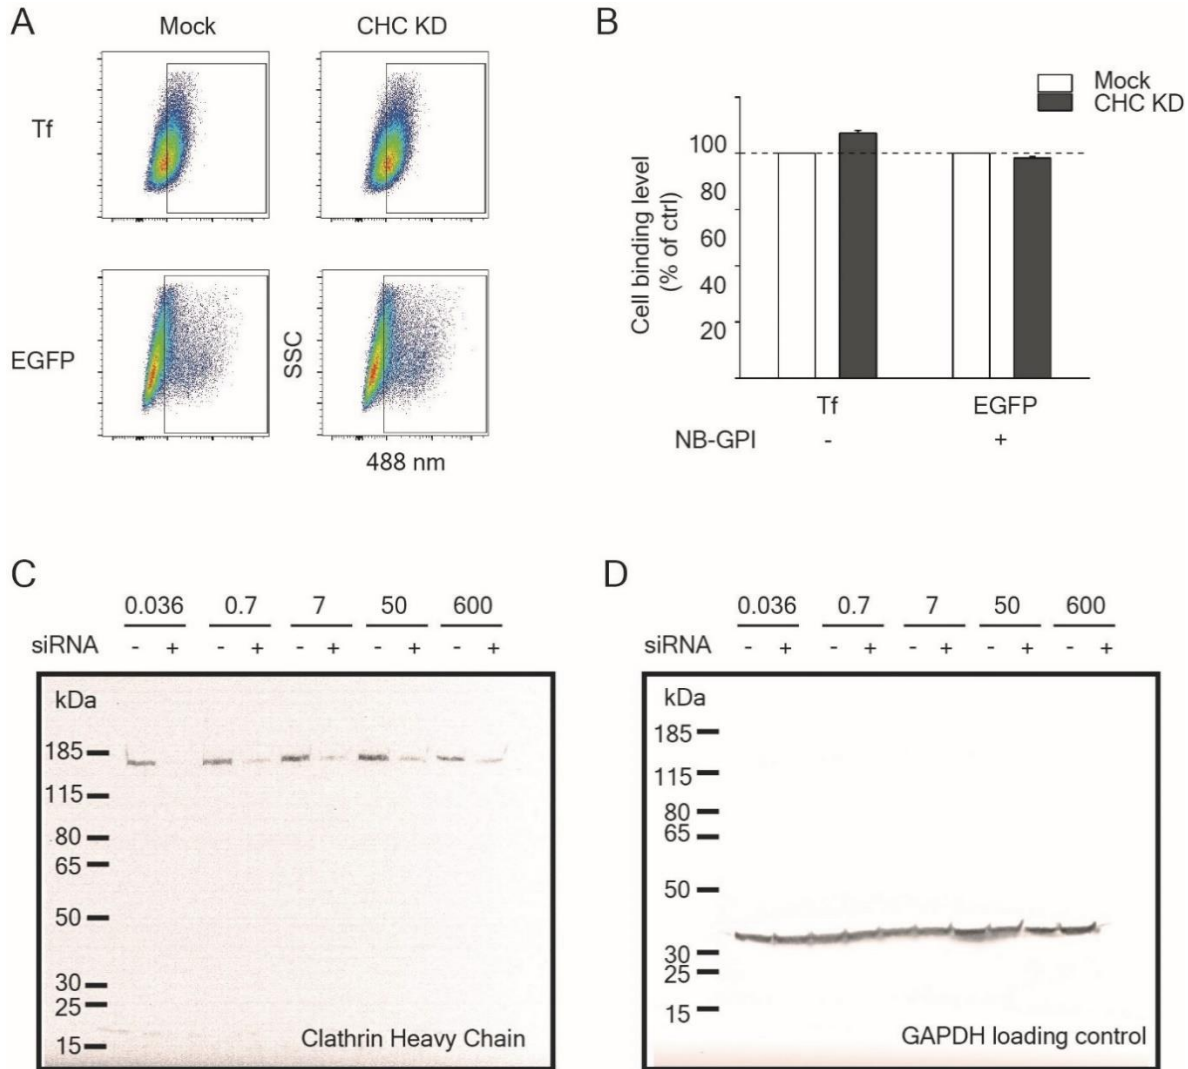 A
Mock
CHC KD
Tf
EGFP
SSC
488 nm
B
Mock
CHC KD
Cell binding level
(% of ctrl)
100
80
60
40
20
Tf
EGFP
NB-GPI
-
+
C
0.036 0.7 7 50 600
siRNA - + - + - + - + - +
kDa
185
115
80
65
50
30
25
15
Clathrin Heavy Chain
D
0.036 0.7 7 50 600
siRNA - + - + - + - + - +
kDa
185
115
80
65
50
30
25
15
GAPDH loading control